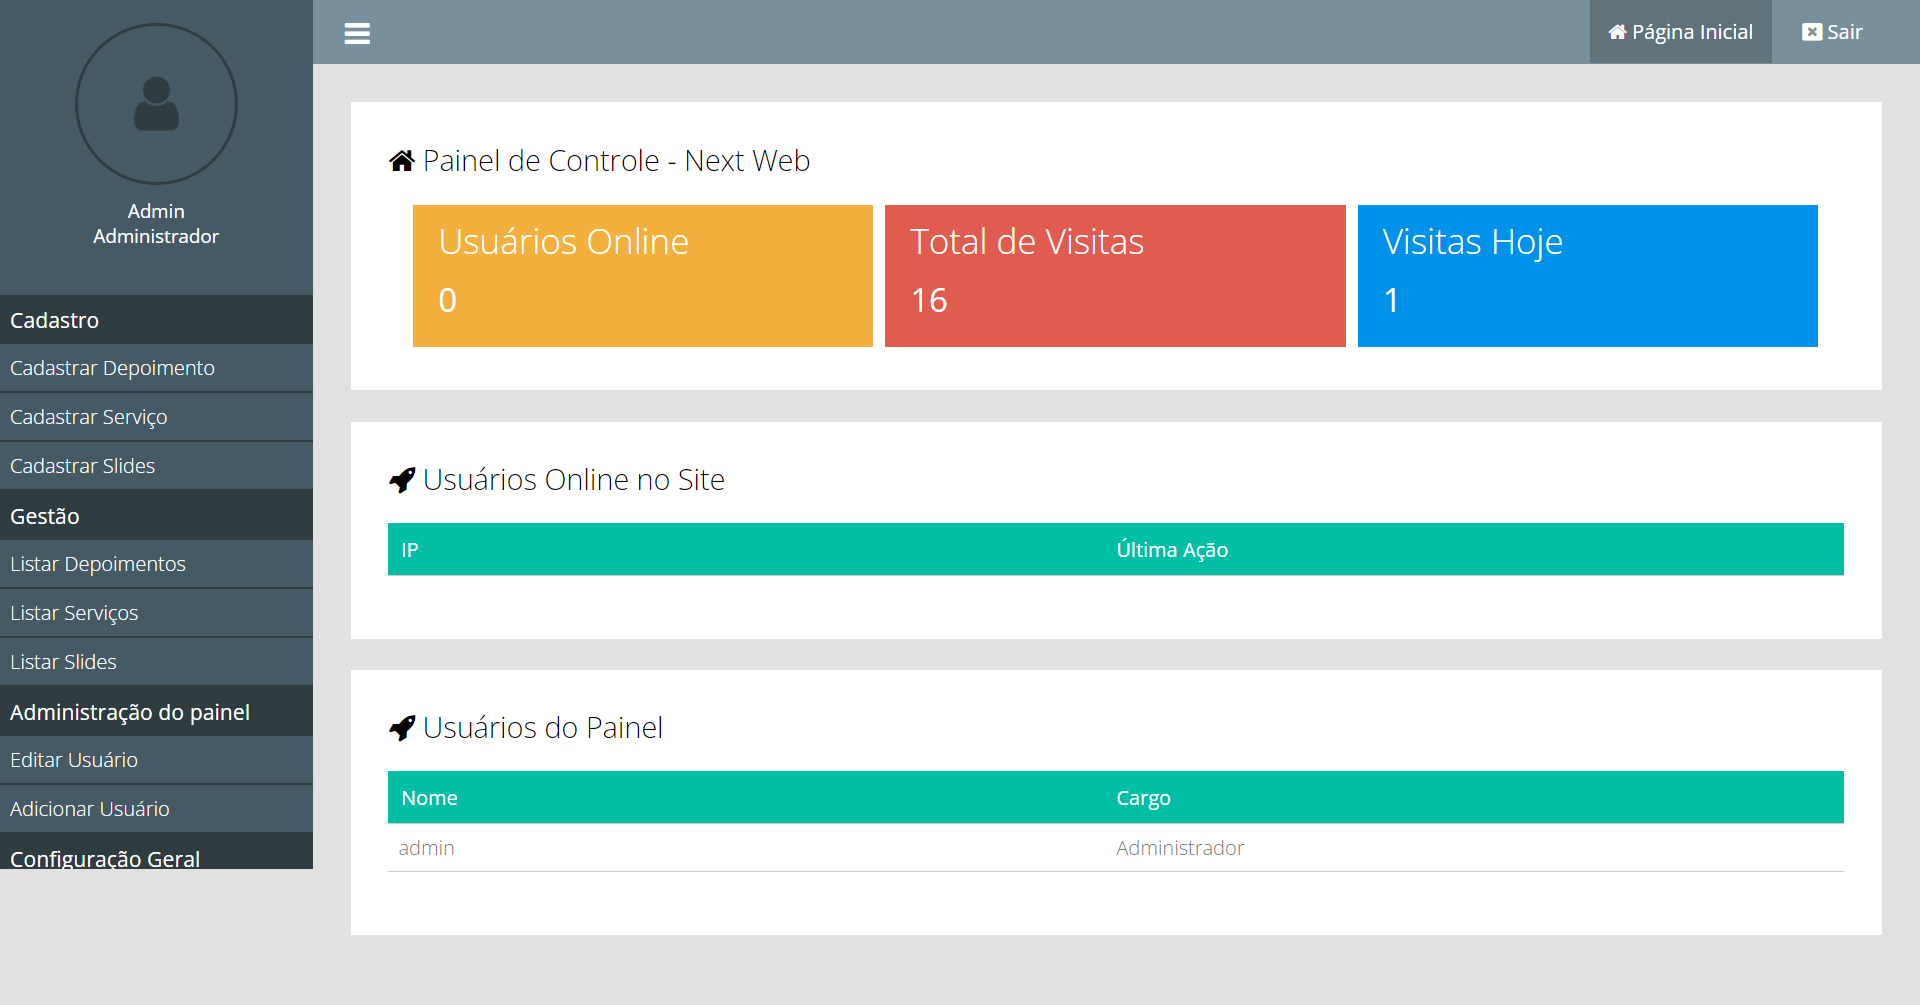 Admin
Administrador
Cadastro
Cadastrar Depoimento
Cadastrar Serviço
Cadastrar Slides
Gestão
Listar Depoimentos
Listar Serviços
Listar Slides
Administração do painel
Editar Usuário
Adicionar Usuário
Configuração Geral
Página Inicial
Sair
Painel de Controle - Next Web
Usuários Online
0
Total de Visitas
16
Visitas Hoje
1
Usuários Online no Site
IP
Última Ação
Usuários do Painel
Nome
Cargo
admin
Administrador